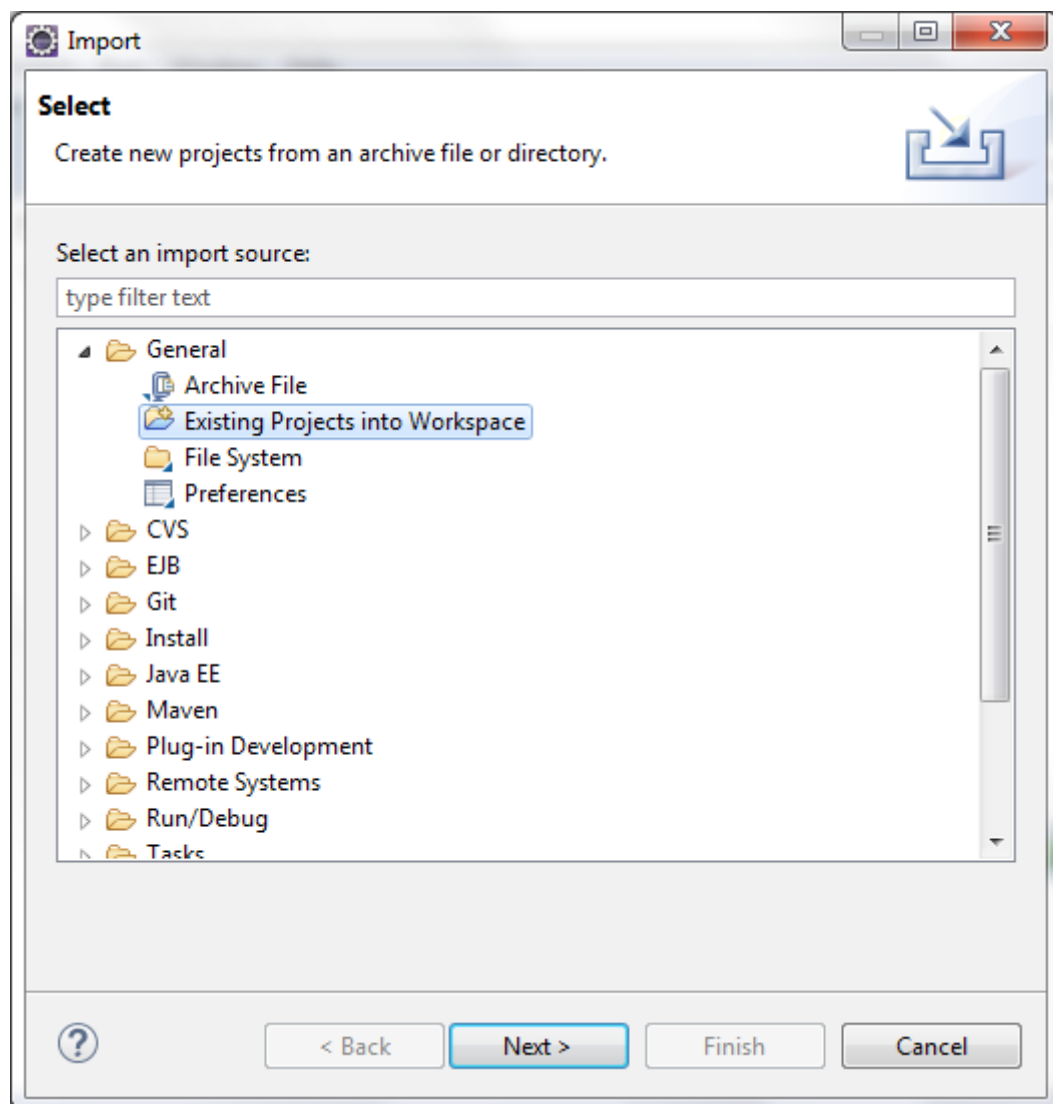 Import
Select
Create new projects from an archive file or directory.
Select an import source:
type filter text
General
Archive File
Existing Projects into Workspace
File System
Preferences
CVS
EJB
Git
Install
Java EE
Maven
Plug-in Development
Remote Systems
Run/Debug
Tasks
?
< Back
Next >
Finish
Cancel